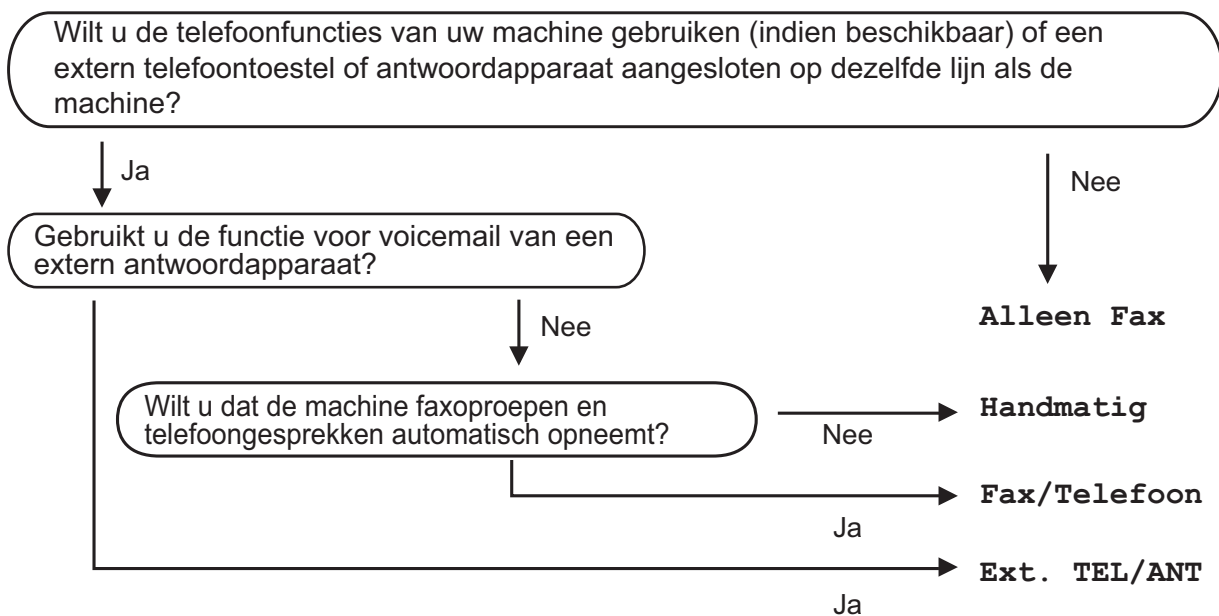 Wilt u de telefoonfuncties van uw machine gebruiken (indien beschikbaar) of een
extern telefoontoestel of antwoordapparaat aangesloten op dezelfde lijn als de
machine?
Ja
Nee
Gebruikt u de functie voor voicemail van een
extern antwoordapparaat?
Nee
Alleen Fax
Wilt u dat de machine faxoproepen en
telefoongesprekken automatisch opneemt?
Nee
Handmatig
Ja
Fax/Telefoon
Ja
Ext. TEL/ANT